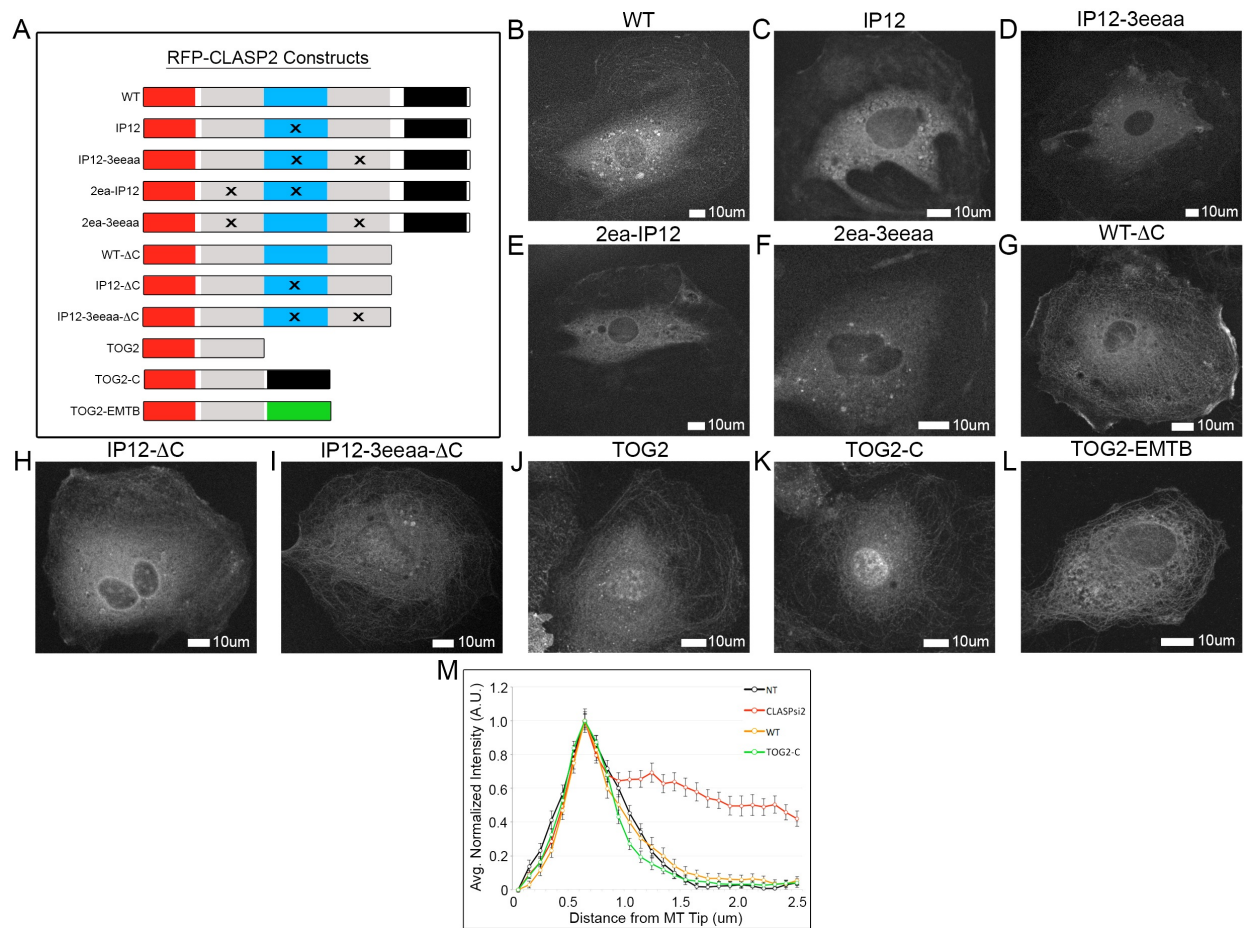 A
RFP-CLASP2 Constructs
WT
IP12
X
IP12-3eeaa
X X
2ea-IP12
X X
2ea-3eeaa
X X
WT-ΔC
IP12-ΔC
X
IP12-3eeaa-ΔC
X X
TOG2
TOG2-C
TOG2-EMTB
B
WT
10um
C
IP12
10um
D
IP12-3eeaa
10um
E
2ea-IP12
10um
F
2ea-3eeaa
10um
G
WT-ΔC
10um
H
IP12-ΔC
10um
I
IP12-3eeaa-ΔC
10um
J
TOG2
10um
K
TOG2-C
10um
L
TOG2-EMTB
10um
M
Avg. Normalized Intensity (A.U.)
1.2
1.0
0.8
0.6
0.4
0.2
0
0 0.5 1.0 1.5 2.0 2.5
Distance from MT Tip (um)
NT
CLASPsi2
WT
TOG2-C